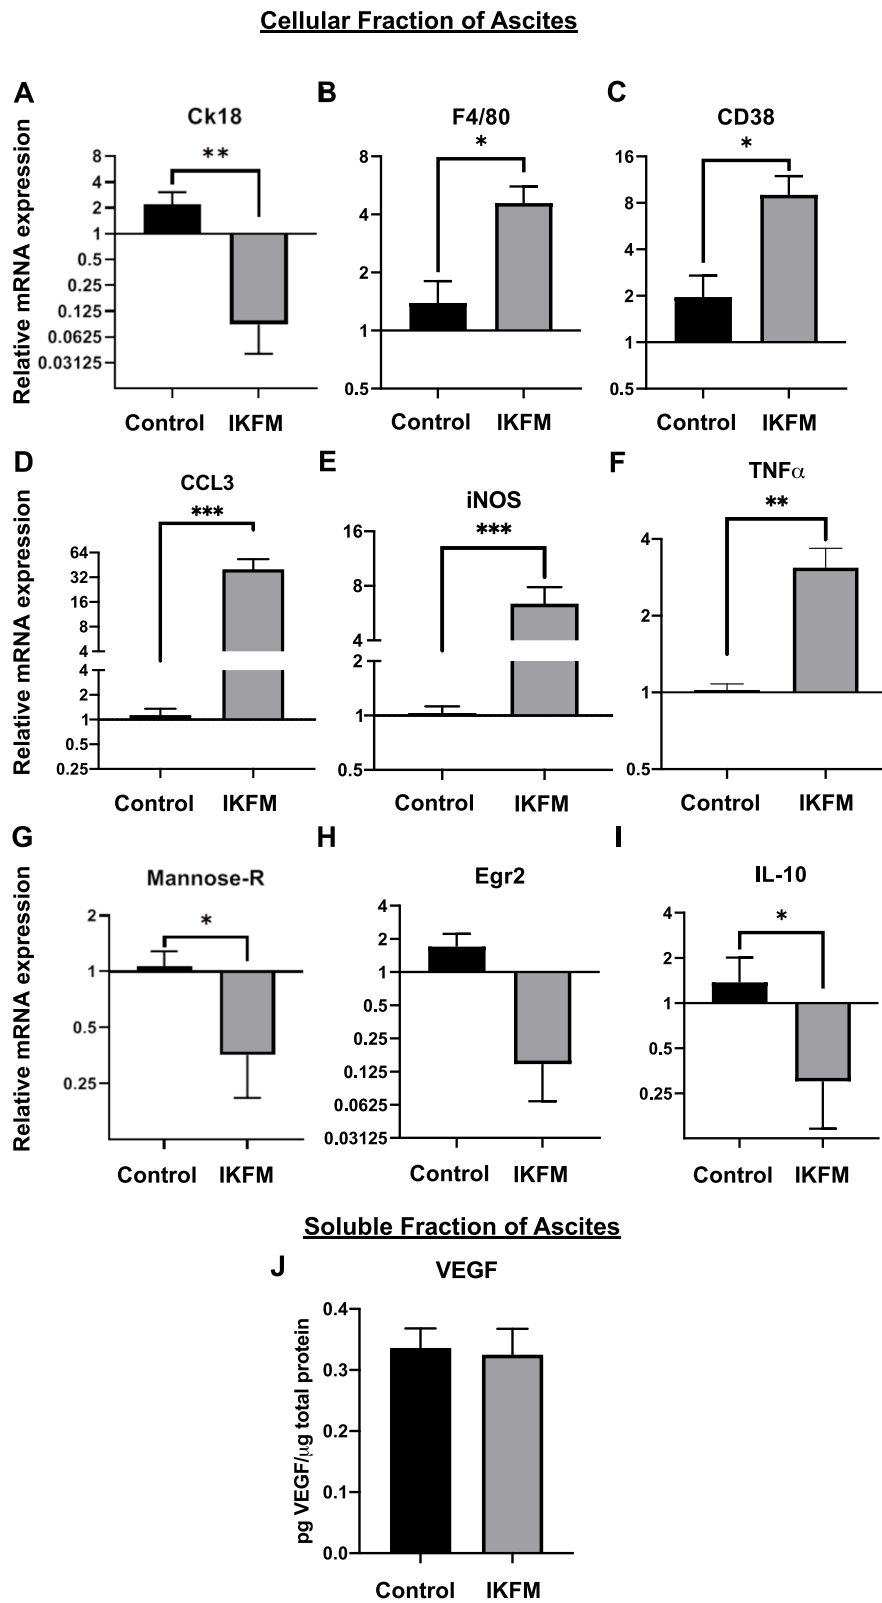 Cellular Fraction of Ascites
A
B
C
Ck18
F4/80
CD38
**
*
*
Relative mRNA expression
8
4
2
1
0.5
0.25
0.125
0.0625
0.03125
8
4
2
1
0.5
16
8
4
2
1
0.5
Control IKFM
Control IKFM
Control IKFM
D
E
F
CCL3
iNOS
TNFα
***
***
**
Relative mRNA expression
64
32
16
8
4
4
2
1
0.5
0.25
16
8
4
2
1
0.5
4
2
1
0.5
Control IKFM
Control IKFM
Control IKFM
G
H
I
Mannose-R
Egr2
IL-10
*
*
Relative mRNA expression
2
1
0.5
0.25
4
2
1
0.5
0.25
0.125
0.0625
0.03125
4
2
1
0.5
0.25
Control IKFM
Control IKFM
Control IKFM
Soluble Fraction of Ascites
J
VEGF
pg VEGF/μg total protein
0.4
0.3
0.2
0.1
0.0
Control IKFM